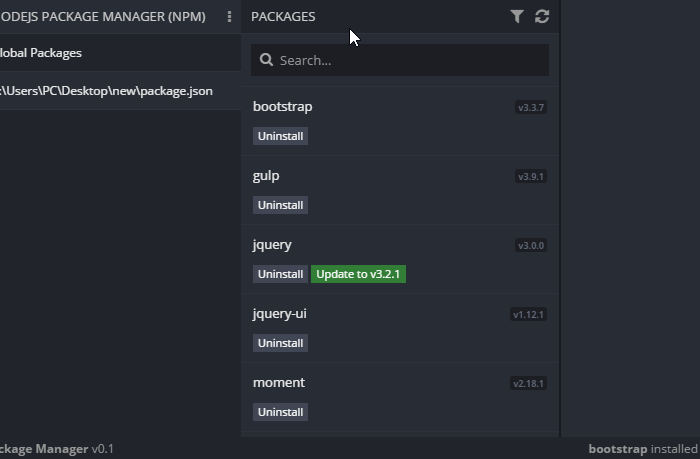 ODEJS PACKAGE MANAGER (NPM)
lobal Packages
:\Users\PC\Desktop\new\package.json
PACKAGES
Search...
bootstrap v3.3.7
Uninstall
gulp v3.9.1
Uninstall
jquery v3.0.0
Uninstall Update to v3.2.1
jquery-ui v1.12.1
Uninstall
moment v2.18.1
Uninstall
ckage Manager v0.1
bootstrap installed